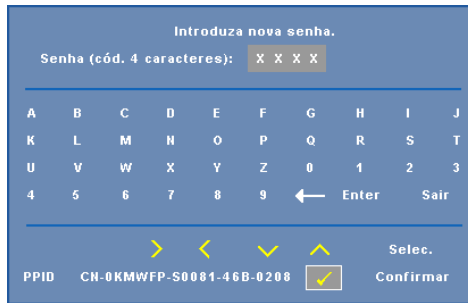 Introduza nova senha.
Senha (cód. 4 caracteres): X X X X
A B C D E F G H I J
K L M N O P Q R S T
U V W X Y Z 0 1 2 3
4 5 6 7 8 9 ← Enter Sair
Selec.
PPID CN-0KMWFP-S0081-46B-0208 ✓ Confirmar